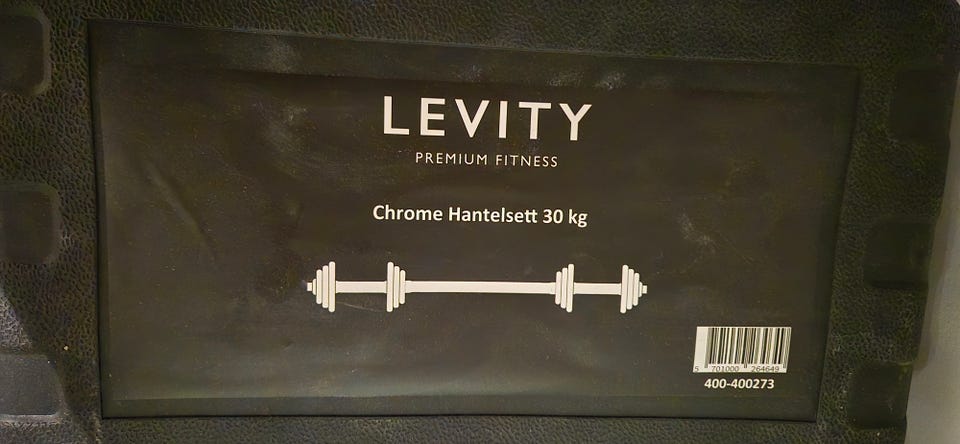 LEVITY
PREMIUM FITNESS
Chrome Hantelsett 30 kg
5 701000 264649
400-400273